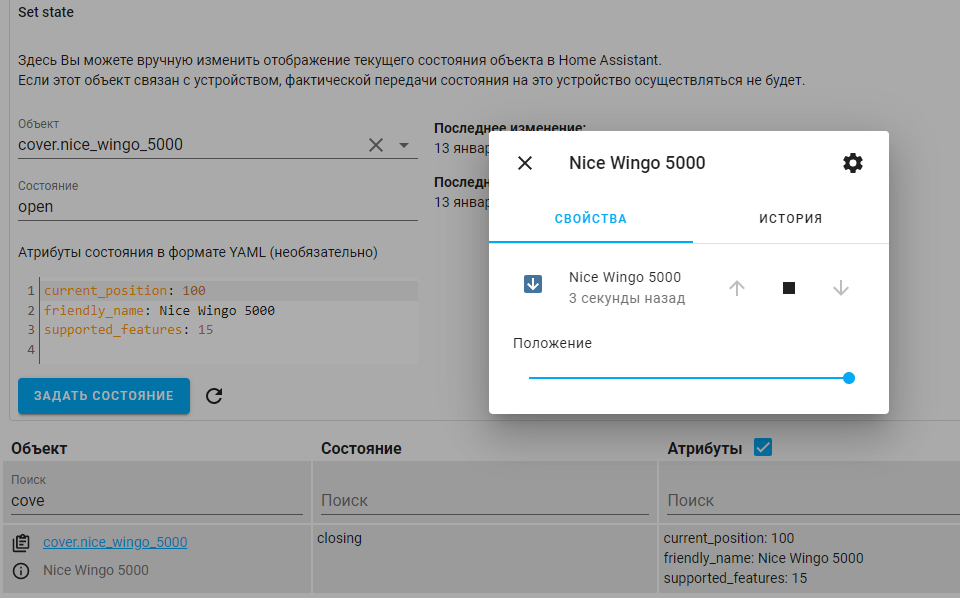 Set state
Здесь Вы можете вручную изменить отображение текущего состояния объекта в Home Assistant.
Если этот объект связан с устройством, фактической передачи состояния на это устройство осуществляться не будет.
Объект
cover.nice_wingo_5000
Состояние
open
Последнее изменение:
13 январ
Последн
13 январ
Атрибуты состояния в формате YAML (необязательно)
1 current_position: 100
2 friendly_name: Nice Wingo 5000
3 supported_features: 15
4
ЗАДАТЬ СОСТОЯНИЕ
Nice Wingo 5000
СВОЙСТВА ИСТОРИЯ
Nice Wingo 5000
3 секунды назад
Положение
Объект Состояние Атрибуты
Поиск
cove Поиск Поиск
cover.nice_wingo_5000 closing current_position: 100
Nice Wingo 5000 friendly_name: Nice Wingo 5000
supported_features: 15